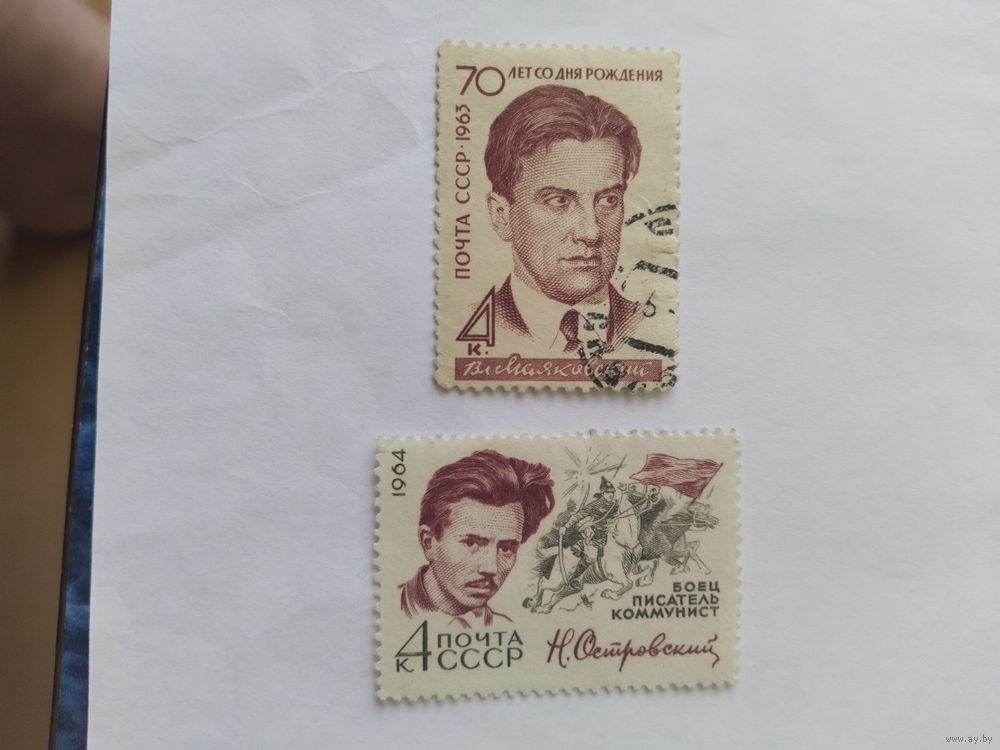 70 ЛЕТ СО ДНЯ РОЖДЕНИЯ
ПОЧТА СССР · 1963
4 к.
Вл Маяковский
1964
БОЕЦ
ПИСАТЕЛЬ
КОММУНИСТ
4 К. ПОЧТА СССР
Н. Островский
www.ay.by